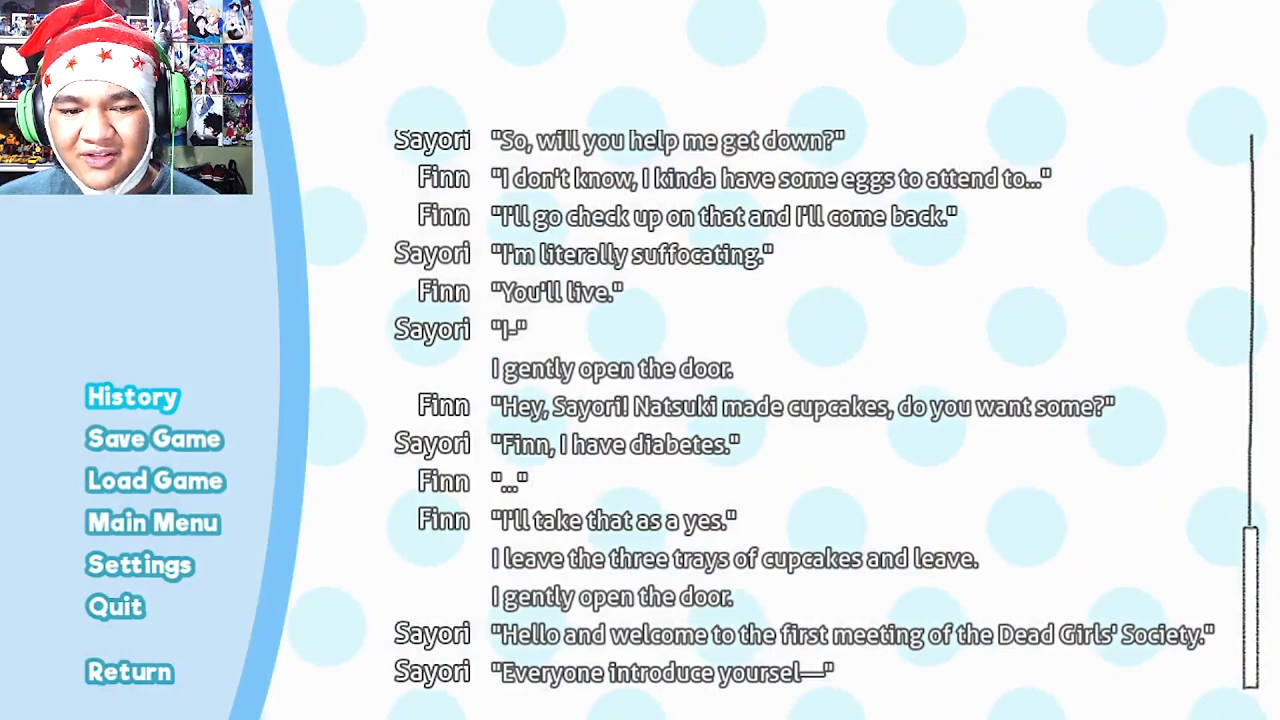 Sayori "So, will you help me get down?"
Finn "I don't know, I kinda have some eggs to attend to..."
Finn "I'll go check up on that and I'll come back."
Sayori "I'm literally suffocating."
Finn "You'll live."
Sayori "I-"
I gently open the door.
Finn "Hey, Sayori! Natsuki made cupcakes, do you want some?"
Sayori "Finn, I have diabetes."
Finn "..."
Finn "I'll take that as a yes."
I leave the three trays of cupcakes and leave.
I gently open the door.
Sayori "Hello and welcome to the first meeting of the Dead Girls' Society."
Sayori "Everyone introduce yoursel—"
History
Save Game
Load Game
Main Menu
Settings
Quit
Return